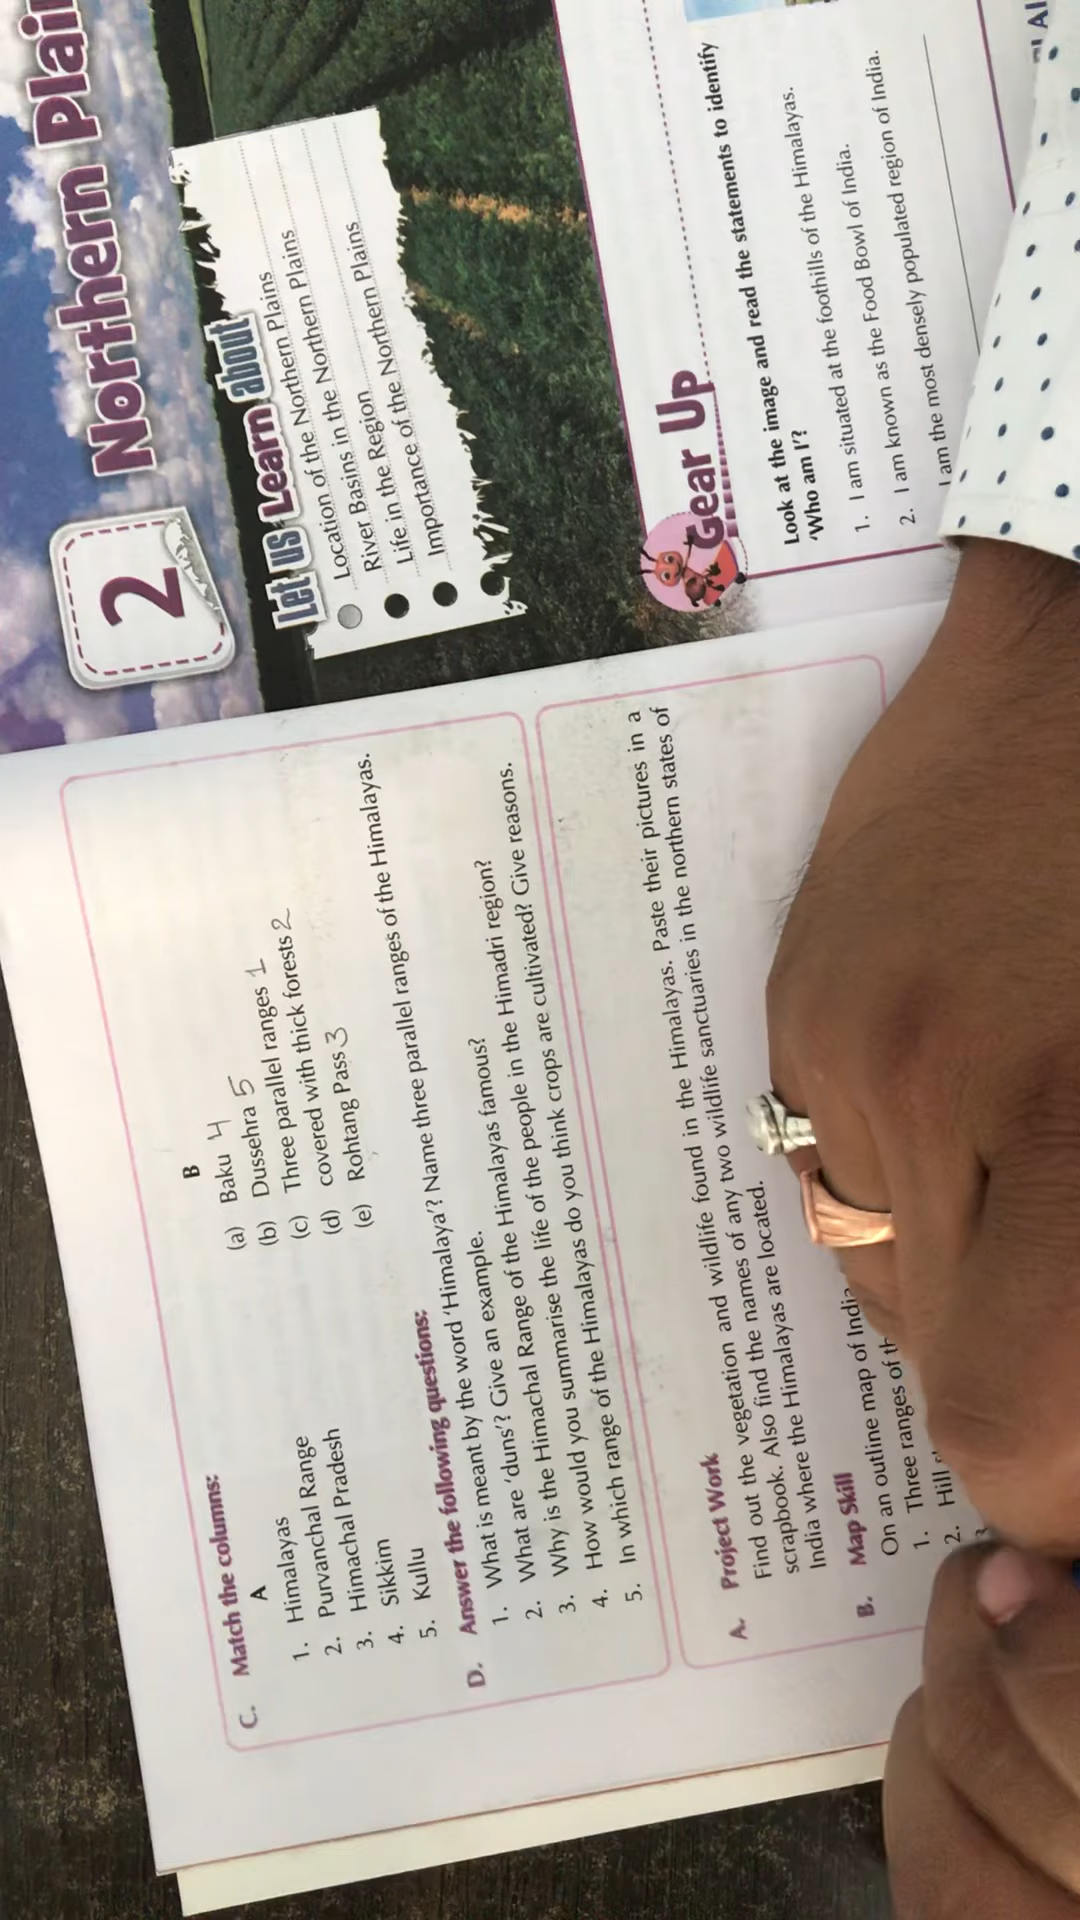 C. Match the columns:
A B
1. Himalayas (a) Baku 4
2. Purvanchal Range (b) Dussehra 5
3. Himachal Pradesh (c) Three parallel ranges 1
4. Sikkim (d) covered with thick forests 2
5. Kullu (e) Rohtang Pass 3
D. Answer the following questions:
1. What is meant by the word 'Himalaya'? Name three parallel ranges of the Himalayas.
2. What are 'duns'? Give an example.
3. Why is the Himachal Range of the Himalayas famous?
4. How would you summarise the life of the people in the Himadri region?
5. In which range of the Himalayas do you think crops are cultivated? Give reasons.
A. Project Work
Find out the vegetation and wildlife found in the Himalayas. Paste their pictures in a
scrapbook. Also find the names of any two wildlife sanctuaries in the northern states of
India where the Himalayas are located.
B. Map Skill
On an outline map of India
1. Three ranges of
2. Hill
3
2 Northern
Let us Learn about
Location of the Northern Plains
River Basins in the Northern Plains
Life in the Region
Importance of the Northern Plains
Gear Up
Look at the image and read the statements to identify
'Who am I'?
1. I am situated at the foothills of the Himalayas.
2. I am known as the Food Bowl of India.
I am the most densely populated region of India.